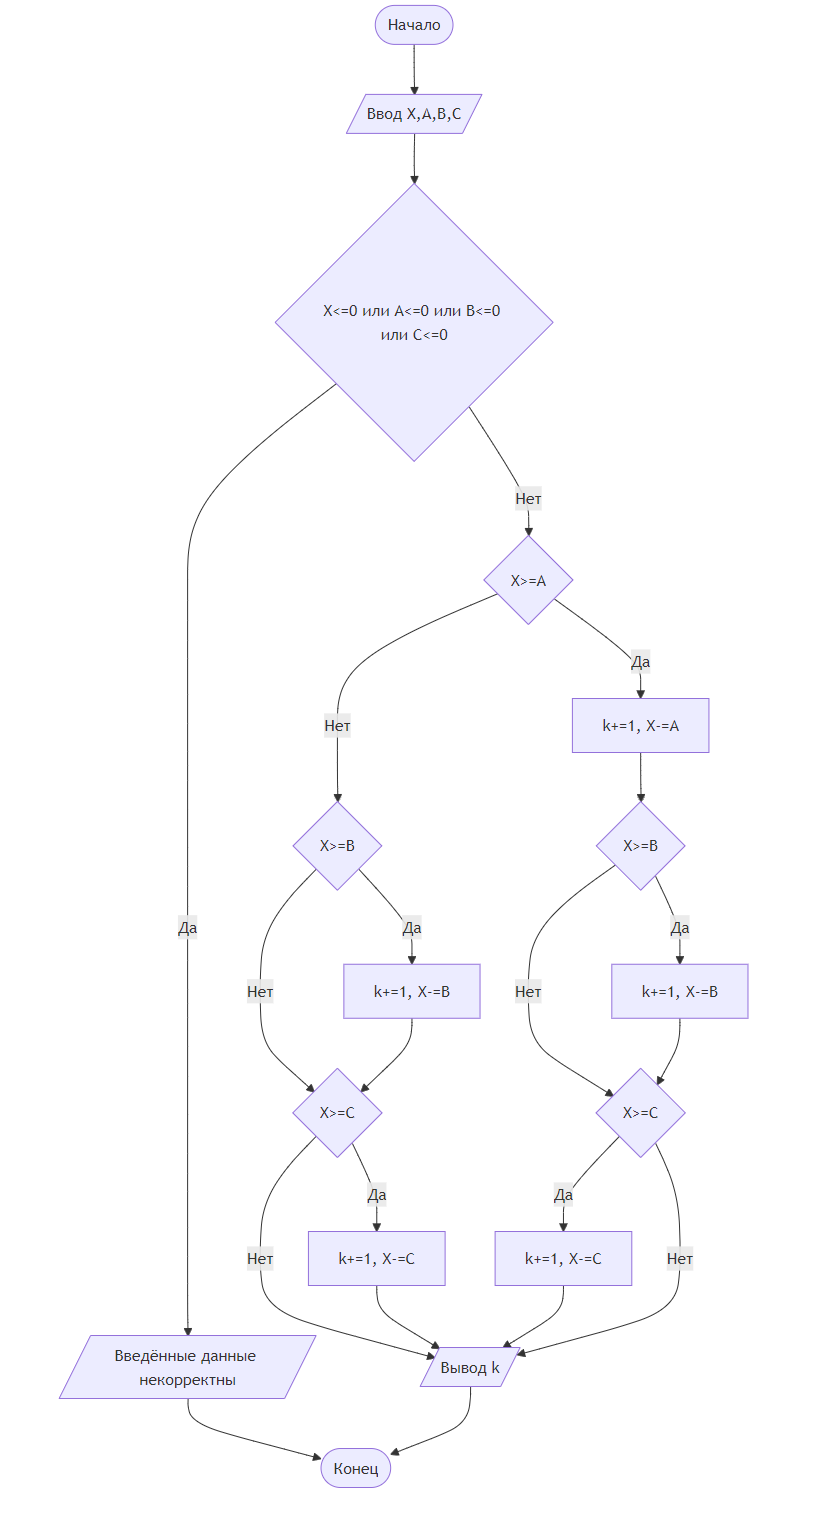 Начало
Ввод X,A,B,C
X<=0 или A<=0 или B<=0
или C<=0
Нет
X>=A
Да
Нет
k+=1, X-=A
X>=B
X>=B
Да
Да
Да
Нет
k+=1, X-=B
Нет
k+=1, X-=B
X>=C
X>=C
Да
Да
Нет
k+=1, X-=C
k+=1, X-=C
Нет
Введённые данные
некорректны
Вывод k
Конец